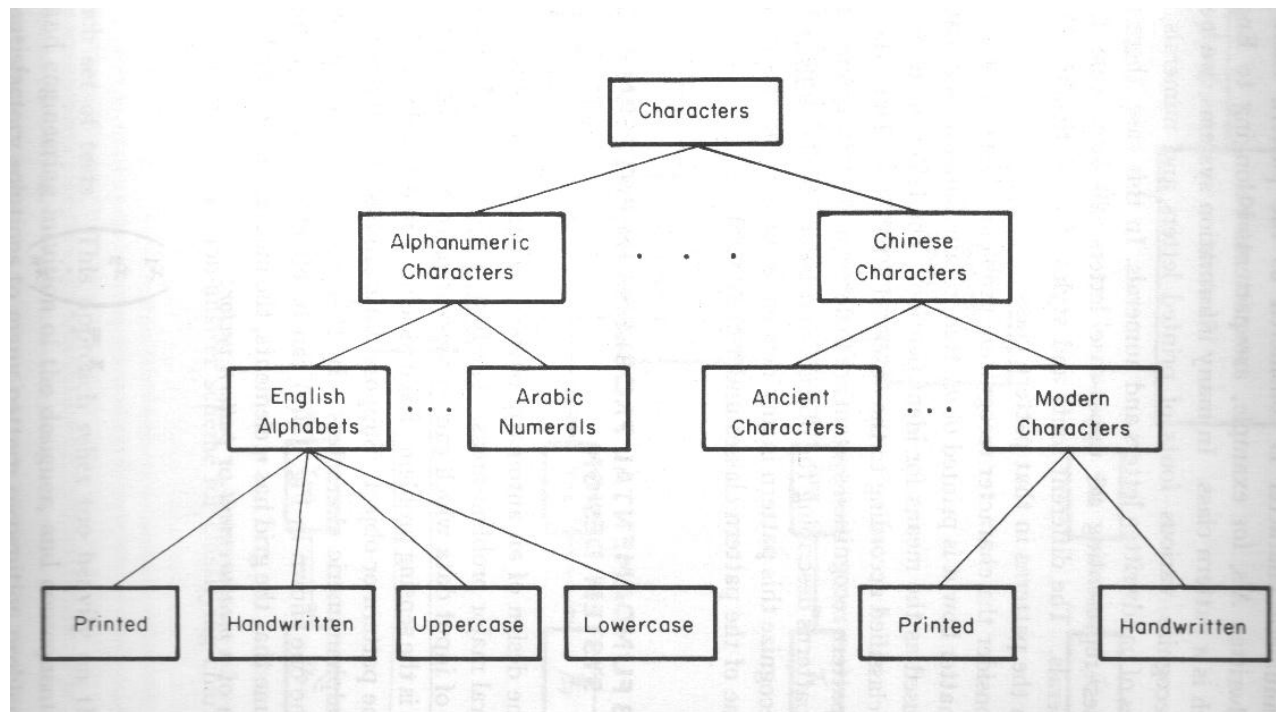 Characters
Alphanumeric
Characters
. . .
Chinese
Characters
English
Alphabets
...
Arabic
Numerals
Ancient
Characters
...
Modern
Characters
Printed
Handwritten
Uppercase
Lowercase
Printed
Handwritten